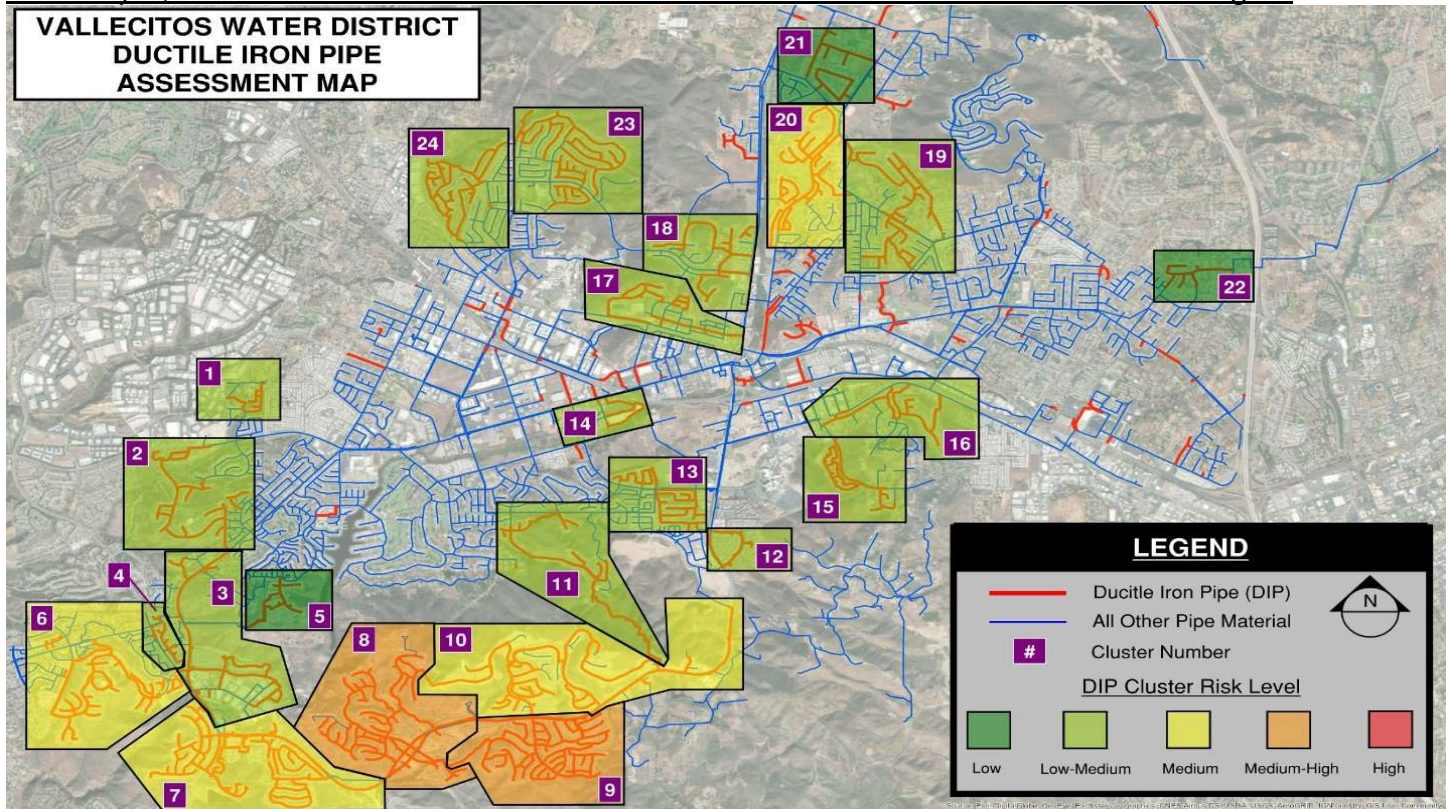 VALLECITOS WATER DISTRICT
DUCTILE IRON PIPE
ASSESSMENT MAP
21
20
23
24
19
18
17
22
1
14
2
16
13
15
12
4
3
5
11
6
8
10
7
9
LEGEND
Ducitle Iron Pipe (DIP)
All Other Pipe Material
N
# Cluster Number
DIP Cluster Risk Level
Low Low-Medium Medium Medium-High High